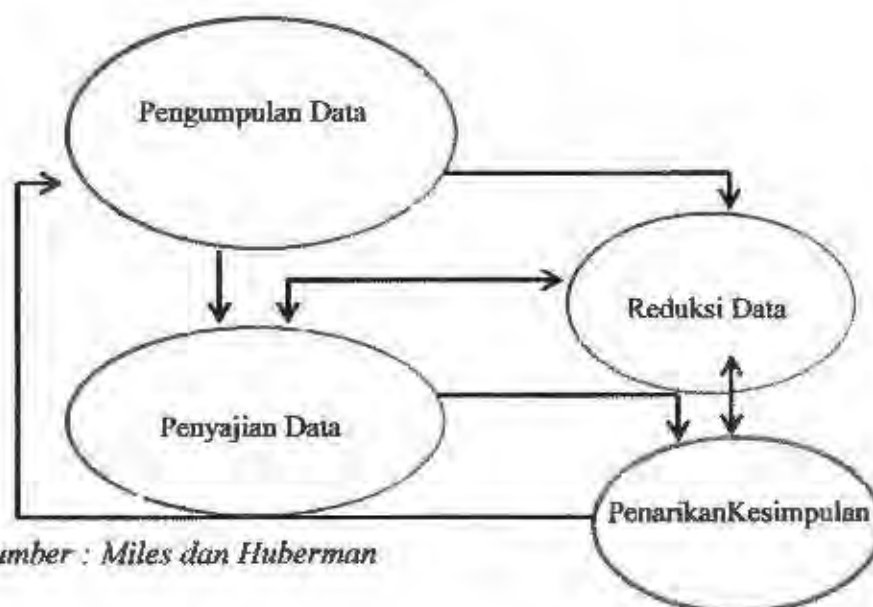 Pengumpulan Data
Reduksi Data
Penyajian Data
PenarikanKesimpulan
umber : Miles dan Huberman